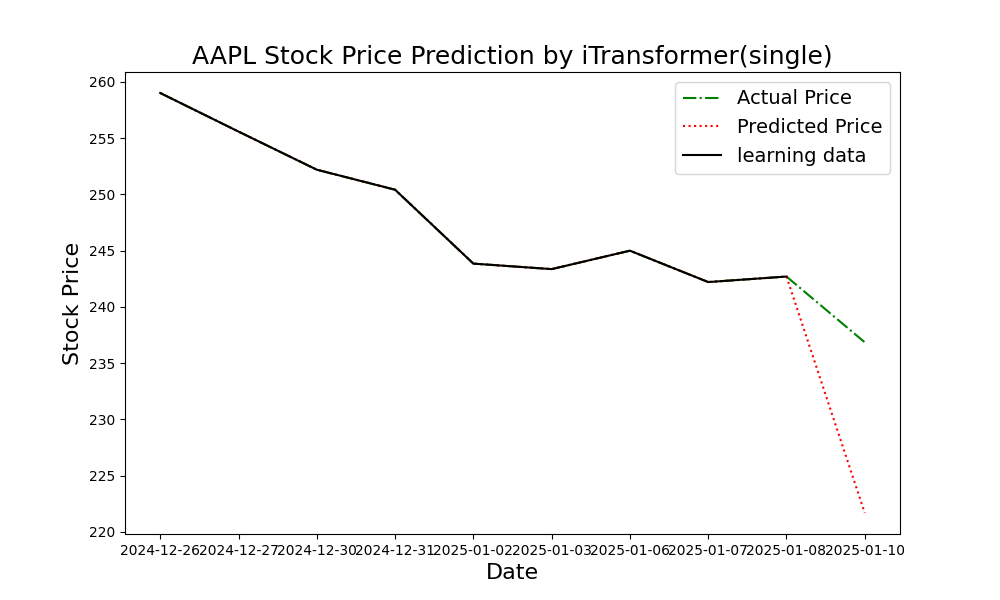 AAPL Stock Price Prediction by iTransformer(single)
260
255
250
245
240
235
230
225
220
Stock Price
Actual Price
Predicted Price
learning data
2024-12-26 2024-12-27 2024-12-30 2024-12-31 2025-01-02 2025-01-03 2025-01-06 2025-01-07 2025-01-08 2025-01-10
Date